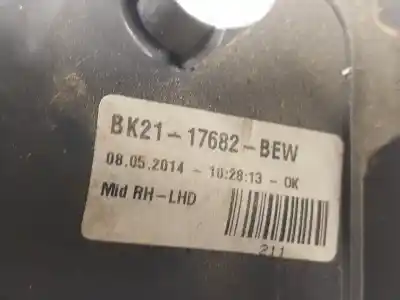 BK21-17682-BEW
08.05.2014 - 10:28:13 - OK
Mid RH-LHD
211